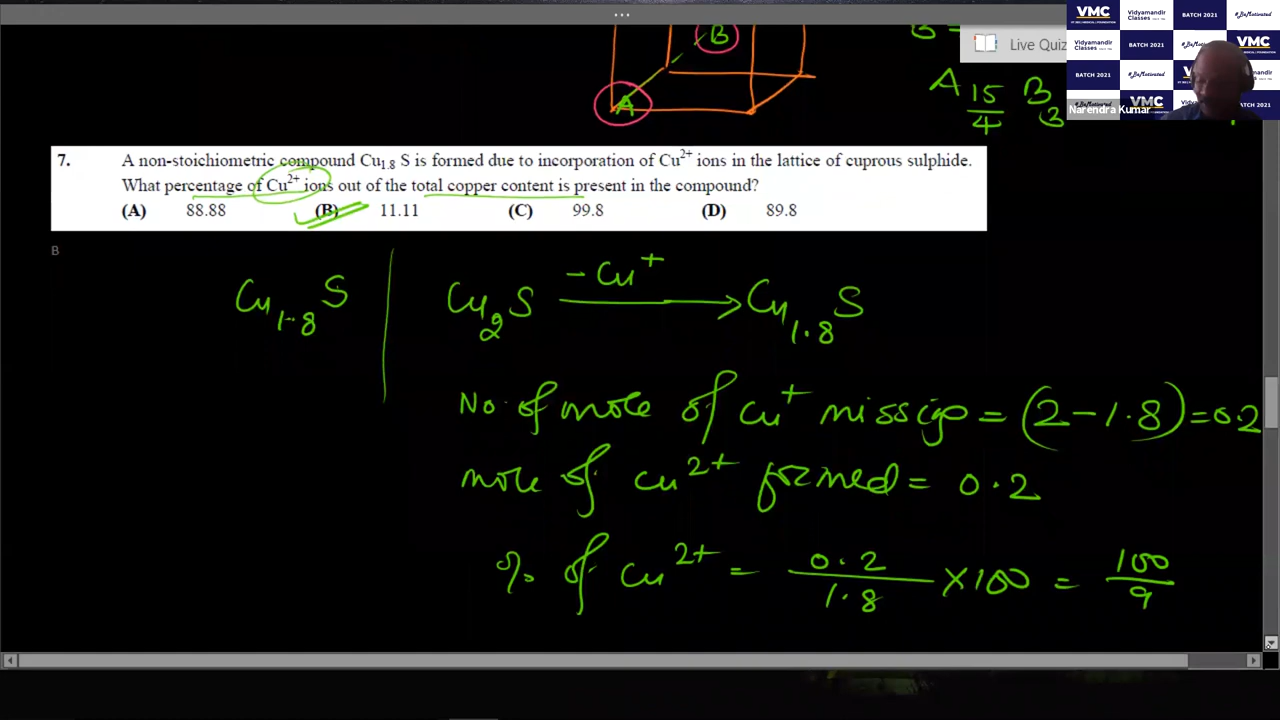 B
B =
Live Quiz
A 15/4 B 3
VMC
Vidyamandir Classes
BATCH 2021
#BeMotivated
Narendra Kumar
A
7. A non-stoichiometric compound Cu1.8 S is formed due to incorporation of Cu2+ ions in the lattice of cuprous sulphide.
What percentage of Cu2+ ions out of the total copper content is present in the compound?
(A) 88.88 (B) 11.11 (C) 99.8 (D) 89.8
B
Cu1.8 S
Cu2S - Cu+ → Cu1.8 S
No. of mole of Cu+ missign = (2 - 1.8) = 0.2
mole of Cu2+ formed = 0.2
% of Cu2+ = 0.2/1.8 × 100 = 100/9